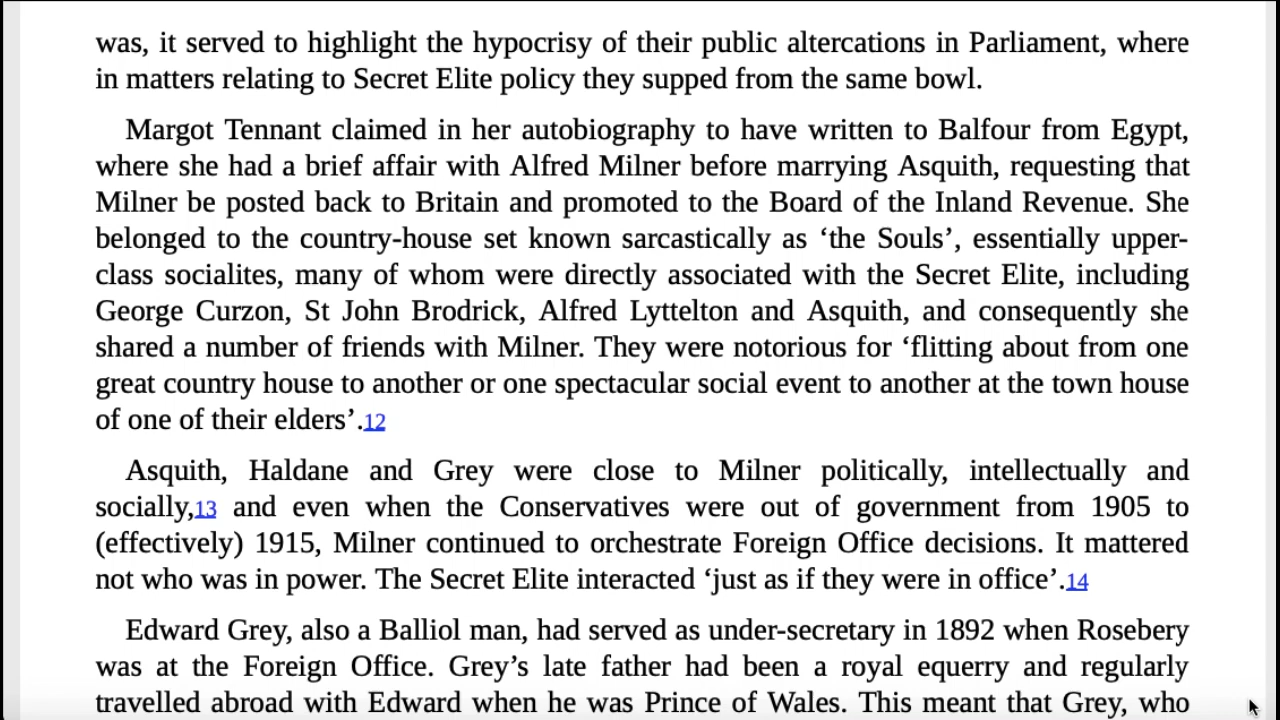 was, it served to highlight the hypocrisy of their public altercations in Parliament, where
in matters relating to Secret Elite policy they supped from the same bowl.
Margot Tennant claimed in her autobiography to have written to Balfour from Egypt,
where she had a brief affair with Alfred Milner before marrying Asquith, requesting that
Milner be posted back to Britain and promoted to the Board of the Inland Revenue. She
belonged to the country-house set known sarcastically as ‘the Souls’, essentially upper-
class socialites, many of whom were directly associated with the Secret Elite, including
George Curzon, St John Brodrick, Alfred Lyttelton and Asquith, and consequently she
shared a number of friends with Milner. They were notorious for ‘flitting about from one
great country house to another or one spectacular social event to another at the town house
of one of their elders’.12
Asquith, Haldane and Grey were close to Milner politically, intellectually and
socially,13 and even when the Conservatives were out of government from 1905 to
(effectively) 1915, Milner continued to orchestrate Foreign Office decisions. It mattered
not who was in power. The Secret Elite interacted ‘just as if they were in office’.14
Edward Grey, also a Balliol man, had served as under-secretary in 1892 when Rosebery
was at the Foreign Office. Grey’s late father had been a royal equerry and regularly
travelled abroad with Edward when he was Prince of Wales. This meant that Grey, who